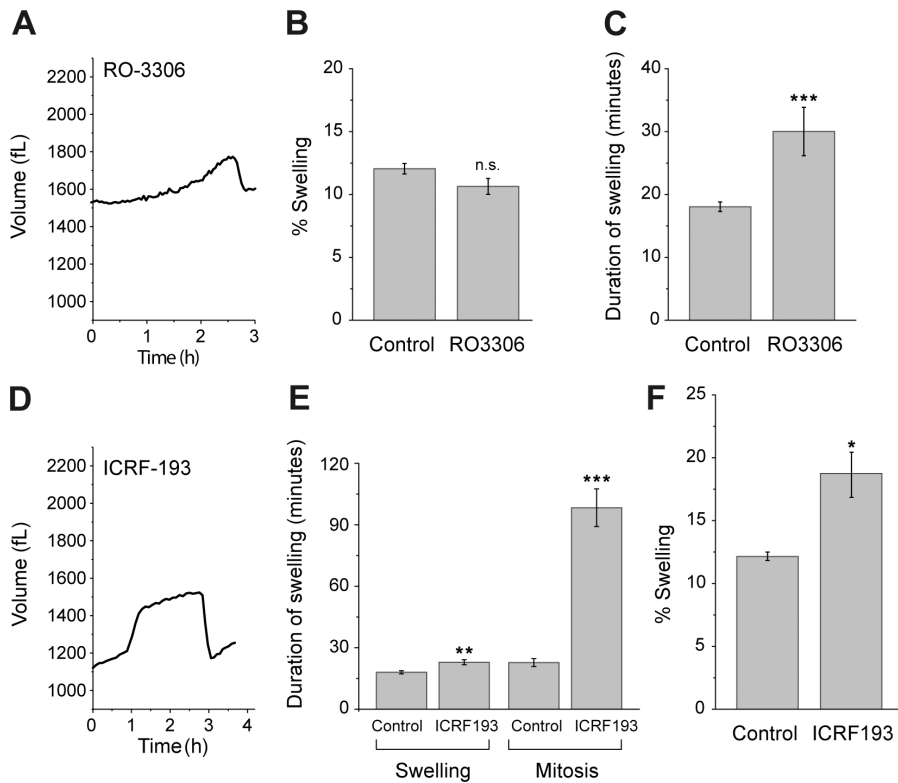 A
RO-3306
Volume (fL)
2200
2000
1800
1600
1400
1200
1000
0 1 2 3
Time (h)
B
% Swelling
20
15
10
5
0
n.s.
Control RO3306
C
Duration of swelling (minutes)
40
30
20
10
0
***
Control RO3306
D
ICRF-193
Volume (fL)
2200
2000
1800
1600
1400
1200
1000
0 1 2 3 4
Time (h)
E
Duration of swelling (minutes)
120
90
60
30
0
**
***
Control ICRF193 Control ICRF193
Swelling Mitosis
F
% Swelling
25
20
15
10
5
0
*
Control ICRF193